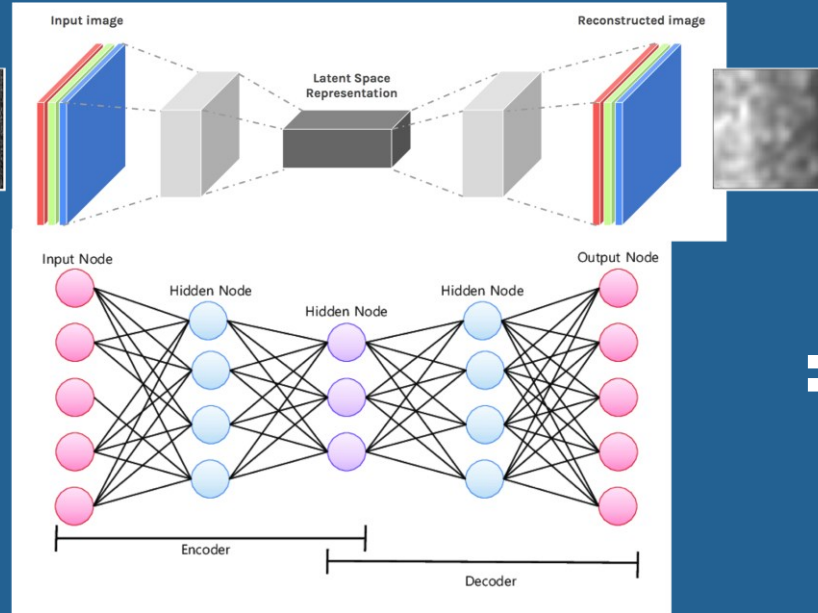 Input image
Reconstructed image
Latent Space
Representation
Input Node
Output Node
Hidden Node
Hidden Node
Hidden Node
Encoder
Decoder